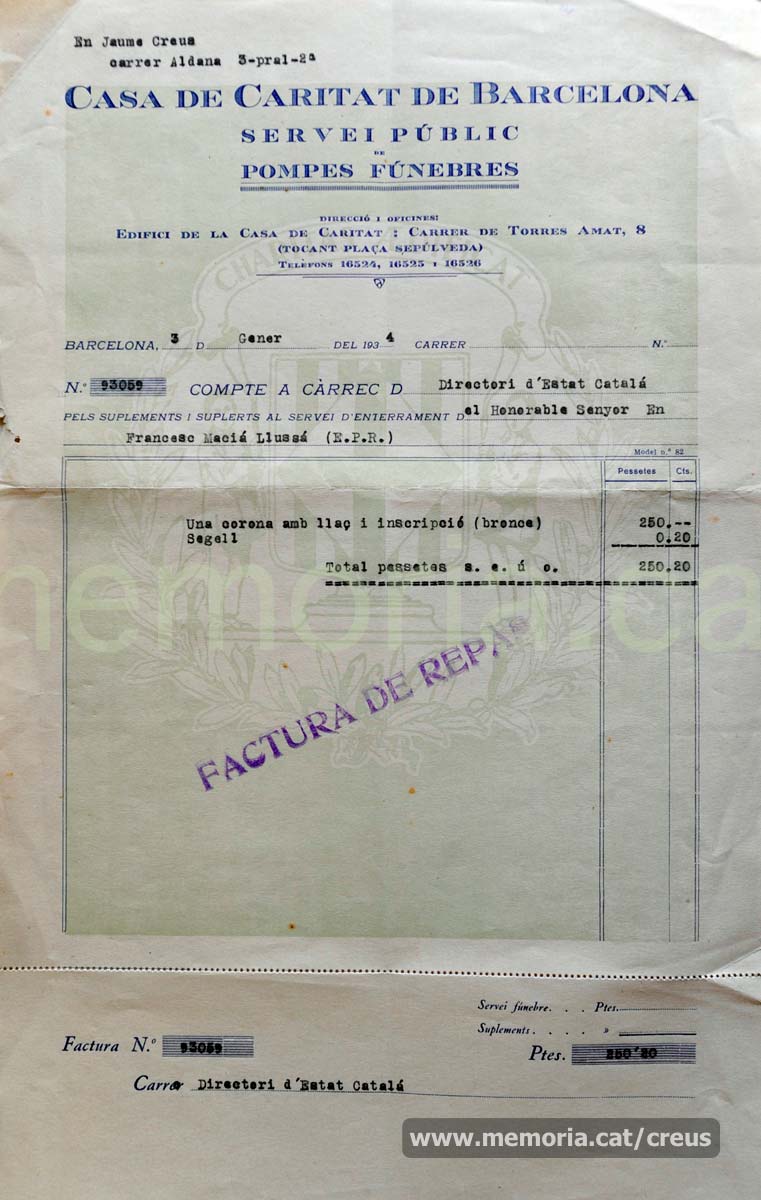 En Jaume Creus
carrer Aldana 3-pral-2ª
CASA DE CARITAT DE BARCELONA
SERVEI PÚBLIC
DE
POMPES FÚNEBRES
DIRECCIÓ I OFICINES:
EDIFICI DE LA CASA DE CARITAT : CARRER DE TORRES AMAT, 8
(TOCANT PLAÇA SEPÚLVEDA)
TELÈFONS 16524, 16525 I 16526
BARCELONA, 3 D Gener DEL 1934 CARRER N.º
N.º 93059 COMPTE A CÀRREC D Directori d'Estat Catalá
PELS SUPLEMENTS I SUPLERTS AL SERVEI D'ENTERRAMENT D el Honorable Senyor En
Francesc Maciá Llussá (E.P.R.)
Model n.º 82
Pessetes Cts.
Una corona amb llaç i inscripció (bronce) 250.--
Segell 0.20
Total pessetes s. e. ú o. 250.20
FACTURA DE REPÀS
Servei fúnebre. . . Ptes.
Suplements . . . . »
Factura N.º 93059 Ptes. 250'20
Carrer Directori d'Estat Catalá
memoria.ca
www.memoria.cat/creus